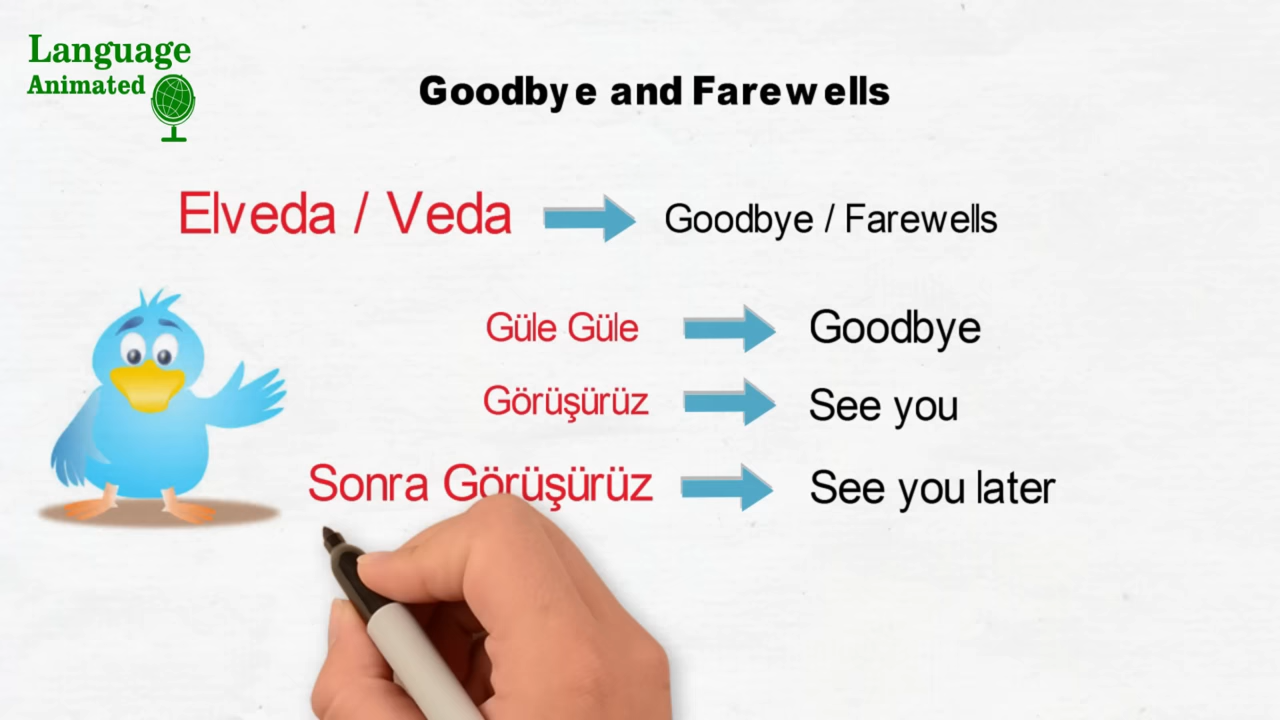 Language
Animated
Goodbye and Farewells
Elveda / Veda Goodbye / Farewells
Güle Güle Goodbye
Görüşürüz See you
Sonra Görüşürüz See you later